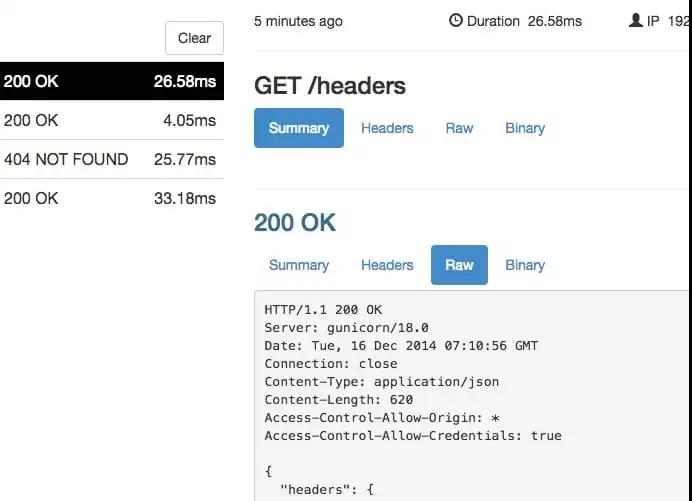 Clear
200 OK 26.58ms
200 OK 4.05ms
404 NOT FOUND 25.77ms
200 OK 33.18ms
5 minutes ago Duration 26.58ms IP 192
GET /headers
Summary Headers Raw Binary
200 OK
Summary Headers Raw Binary
HTTP/1.1 200 OK
Server: gunicorn/18.0
Date: Tue, 16 Dec 2014 07:10:56 GMT
Connection: close
Content-Type: application/json
Content-Length: 620
Access-Control-Allow-Origin: *
Access-Control-Allow-Credentials: true
{
"headers": {